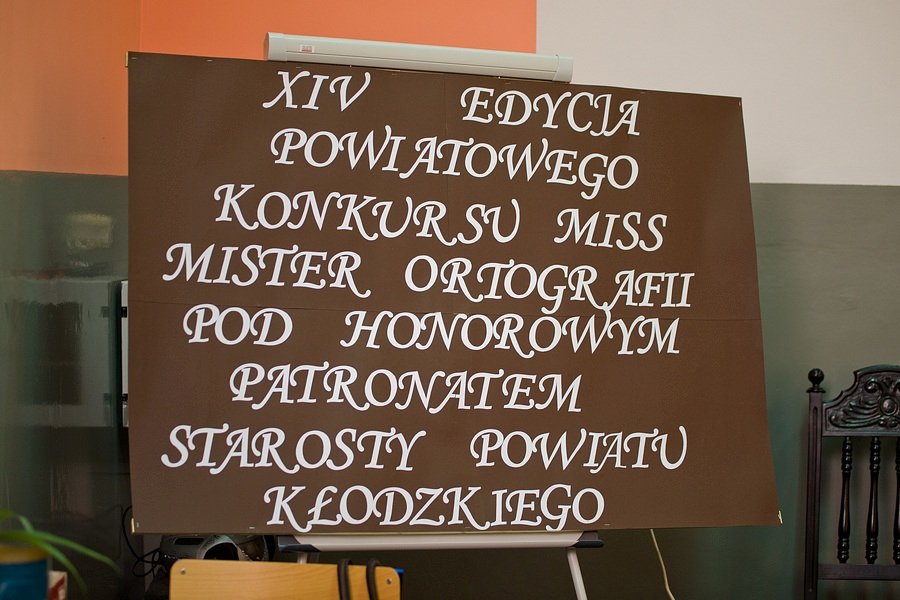 XIV EDYCJA
POWIATOWEGO
KONKURSU MISS
MISTER ORTOGRAFII
POD HONOROWYM
PATRONATEM
STAROSTY POWIATU
KŁODZKIEGO